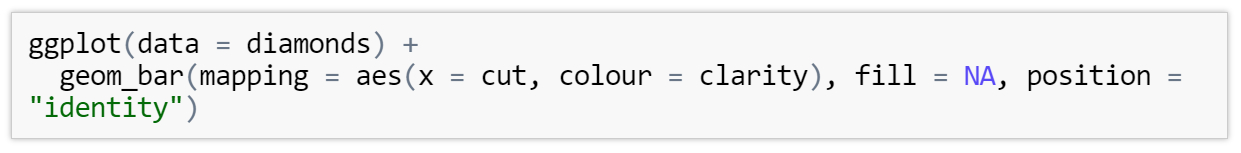 ggplot(data = diamonds) +
  geom_bar(mapping = aes(x = cut, colour = clarity), fill = NA, position =
"identity")